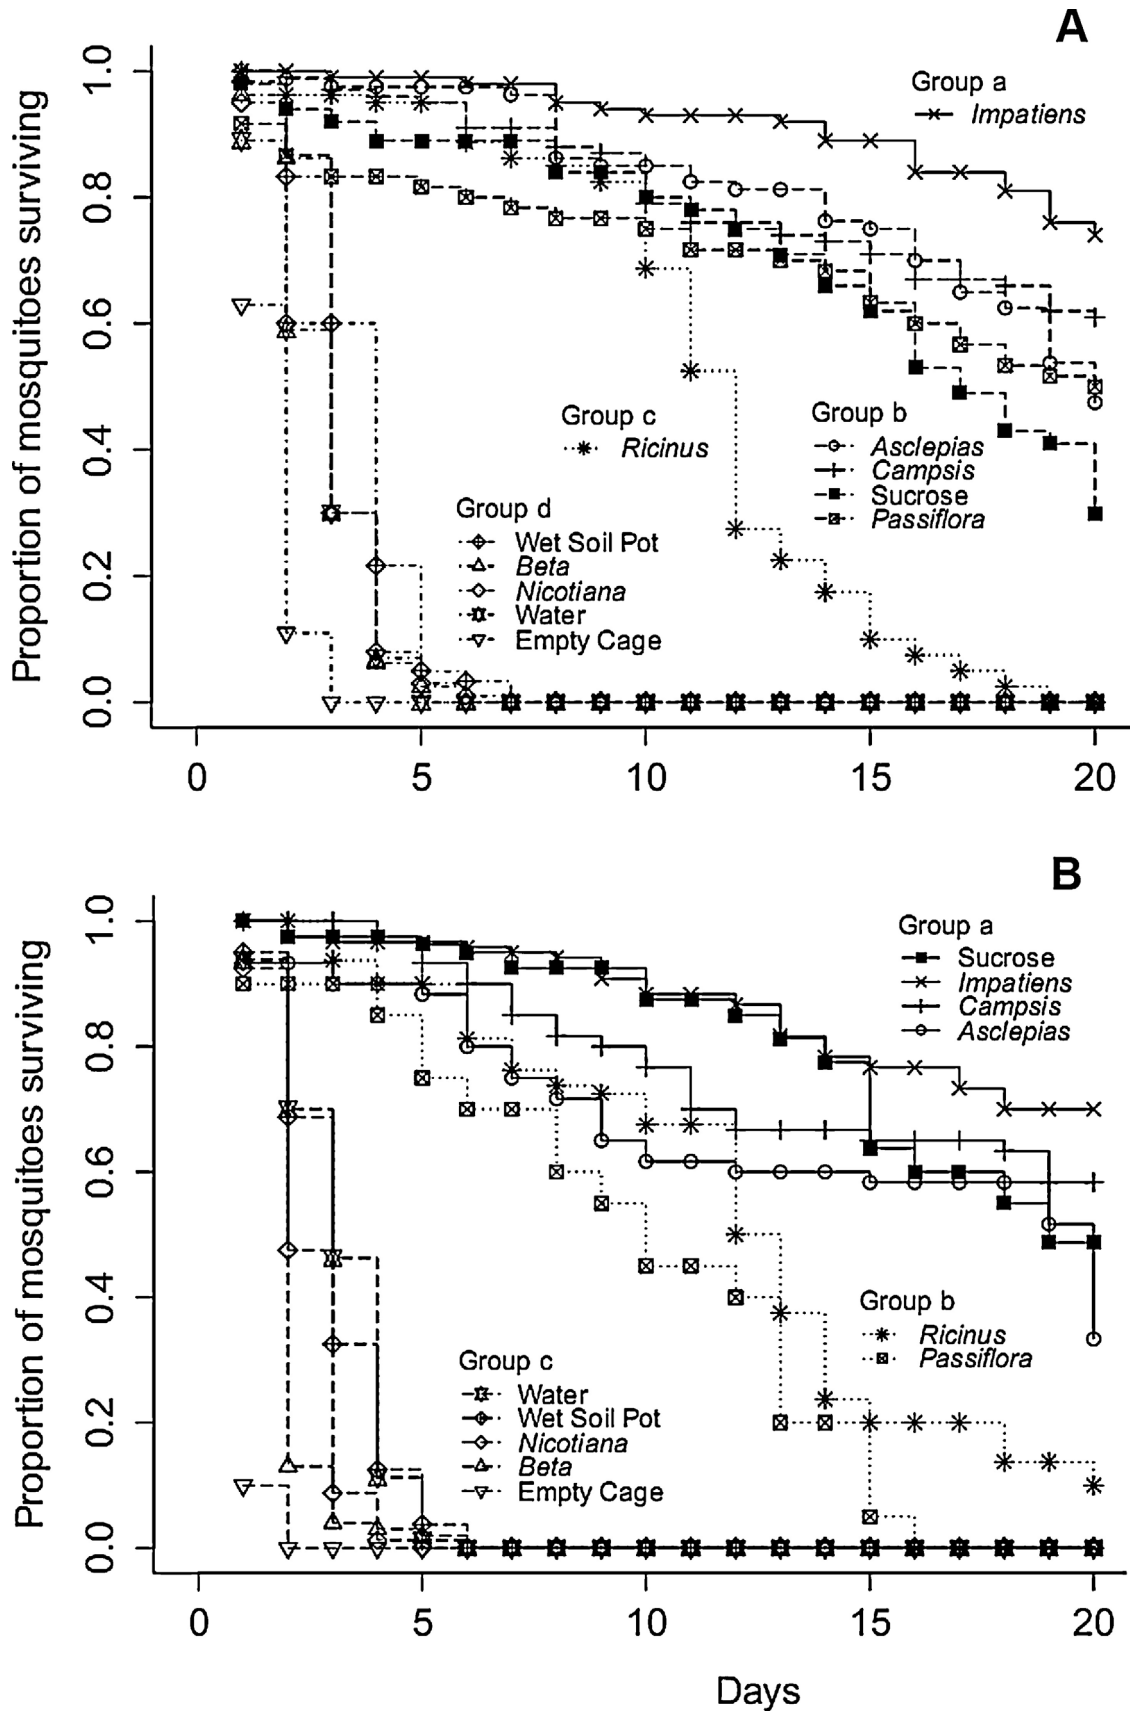 A
Proportion of mosquitoes surviving
1.0
0.8
0.6
0.4
0.2
0.0
Group a
Impatiens
Group c
Ricinus
Group b
Asclepias
Campsis
Sucrose
Passiflora
Group d
Wet Soil Pot
Beta
Nicotiana
Water
Empty Cage
0 5 10 15 20
B
Proportion of mosquitoes surviving
1.0
0.8
0.6
0.4
0.2
0.0
Group a
Sucrose
Impatiens
Campsis
Asclepias
Group b
Ricinus
Passiflora
Group c
Water
Wet Soil Pot
Nicotiana
Beta
Empty Cage
0 5 10 15 20
Days